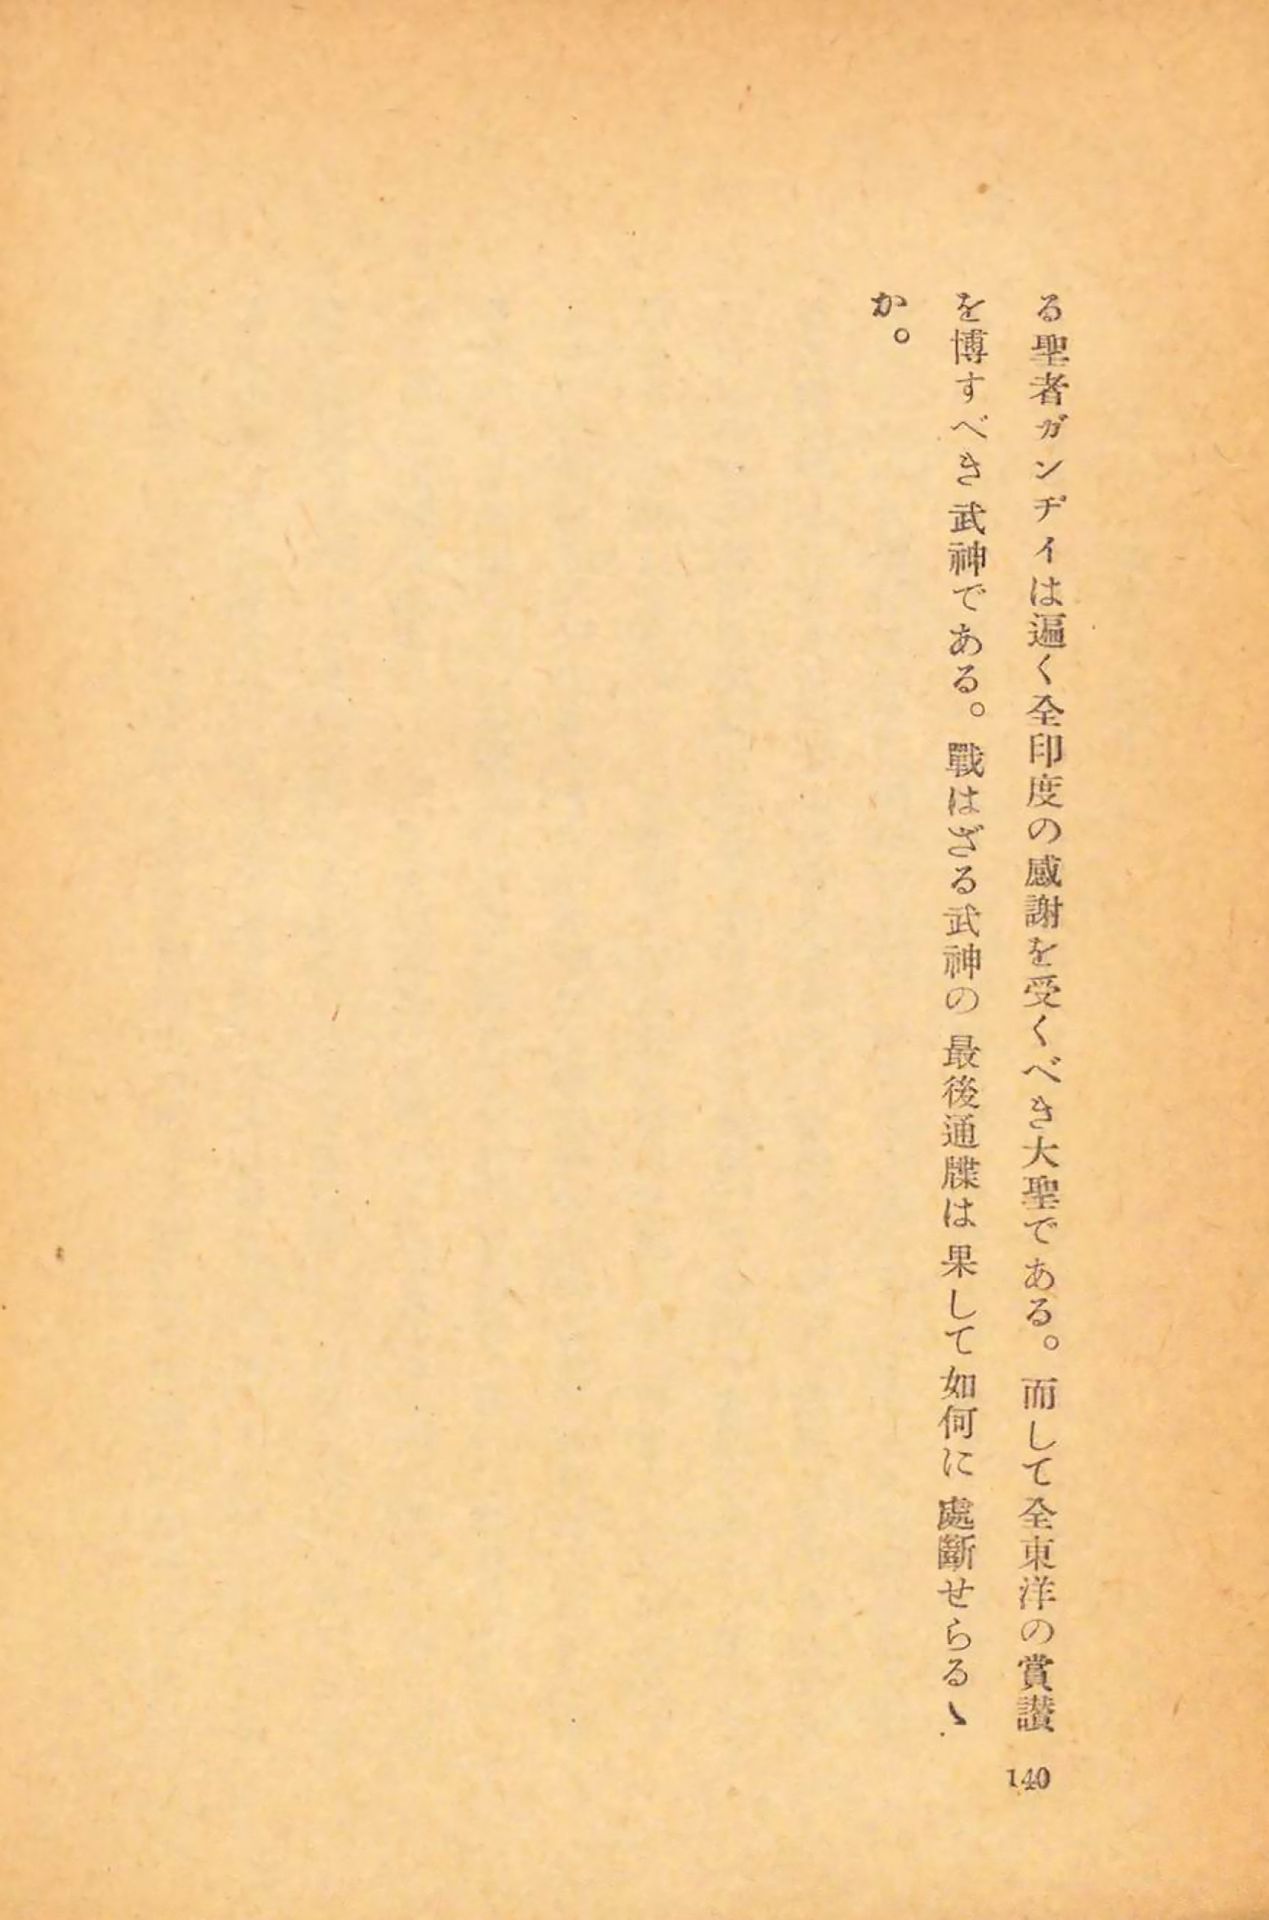 る聖者ガンヂイは遍く全印度の感謝を受くべき大聖である。而して全東洋の賞讃
を博すべき武神である。戰はざる武神の最後通牒は果して如何に處斷せらるゝ
か。
140